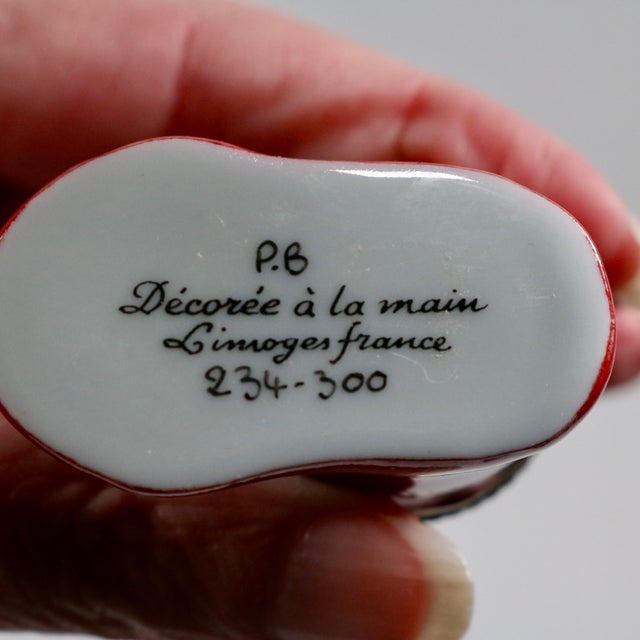 P.B
Décorée à la main
Limoges france
234-300